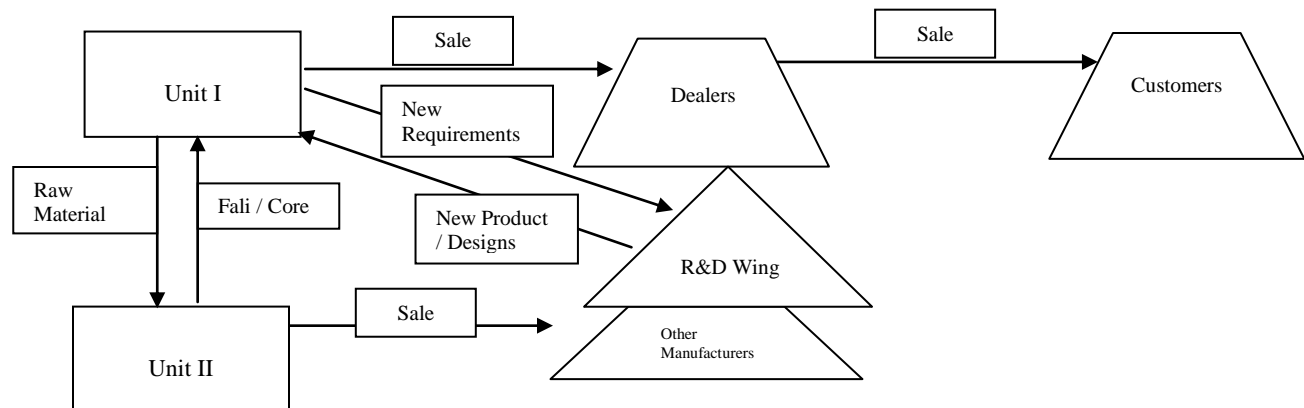 Sale
Sale
Unit I
Dealers
Customers
New
Requirements
Raw
Material
Fali / Core
New Product
/ Designs
R&D Wing
Sale
Other
Manufacturers
Unit II